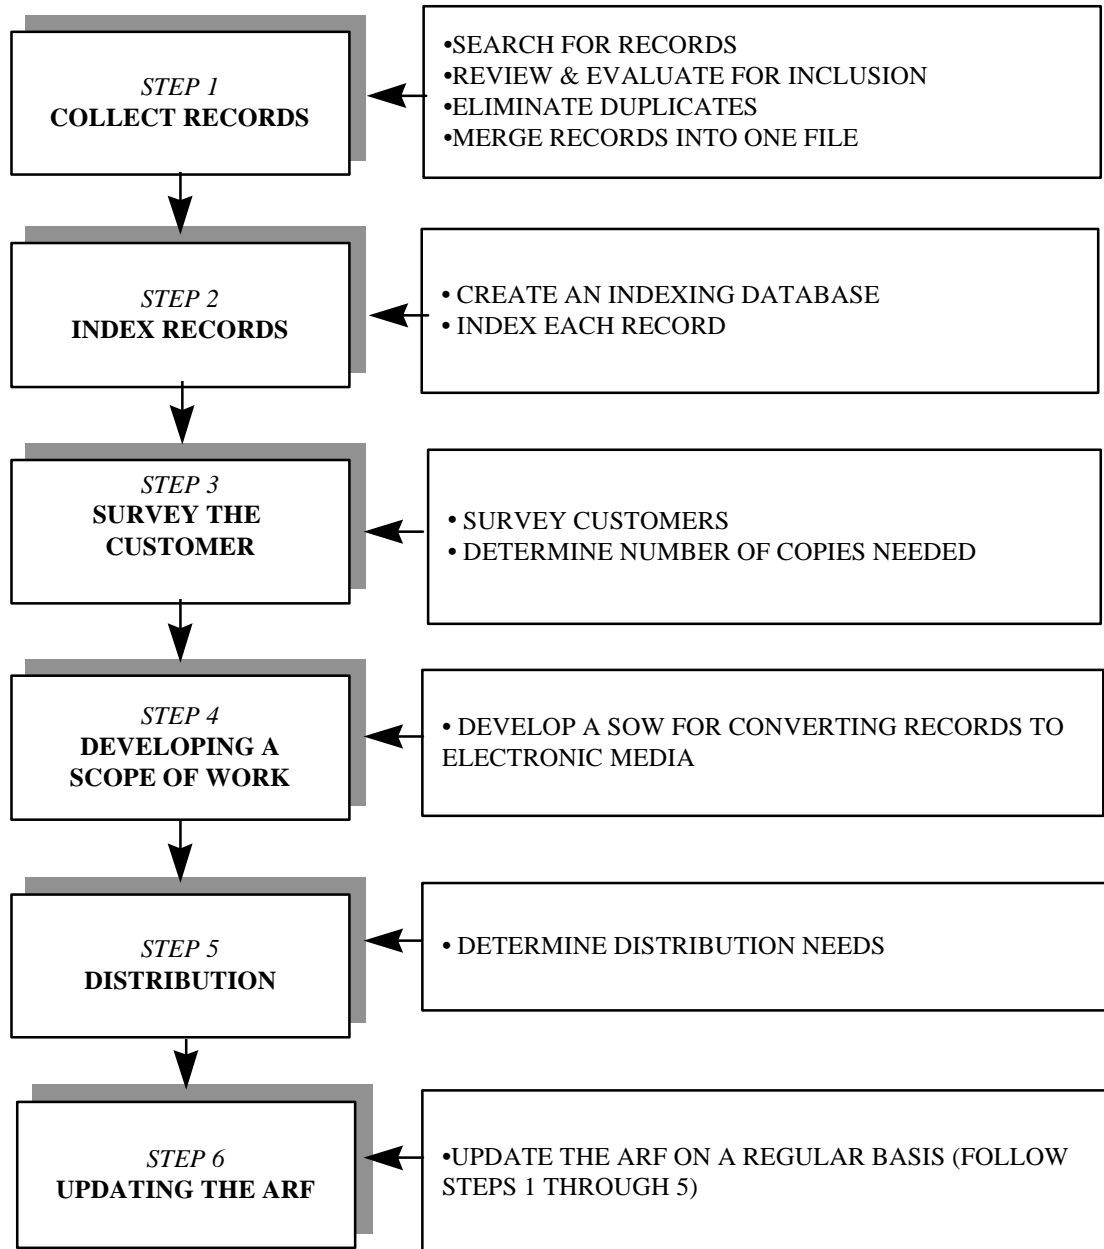 STEP 1
COLLECT RECORDS
•SEARCH FOR RECORDS
•REVIEW & EVALUATE FOR INCLUSION
•ELIMINATE DUPLICATES
•MERGE RECORDS INTO ONE FILE
STEP 2
INDEX RECORDS
• CREATE AN INDEXING DATABASE
• INDEX EACH RECORD
STEP 3
SURVEY THE
CUSTOMER
• SURVEY CUSTOMERS
• DETERMINE NUMBER OF COPIES NEEDED
STEP 4
DEVELOPING A
SCOPE OF WORK
• DEVELOP A SOW FOR CONVERTING RECORDS TO
ELECTRONIC MEDIA
STEP 5
DISTRIBUTION
• DETERMINE DISTRIBUTION NEEDS
STEP 6
UPDATING THE ARF
•UPDATE THE ARF ON A REGULAR BASIS (FOLLOW
STEPS 1 THROUGH 5)